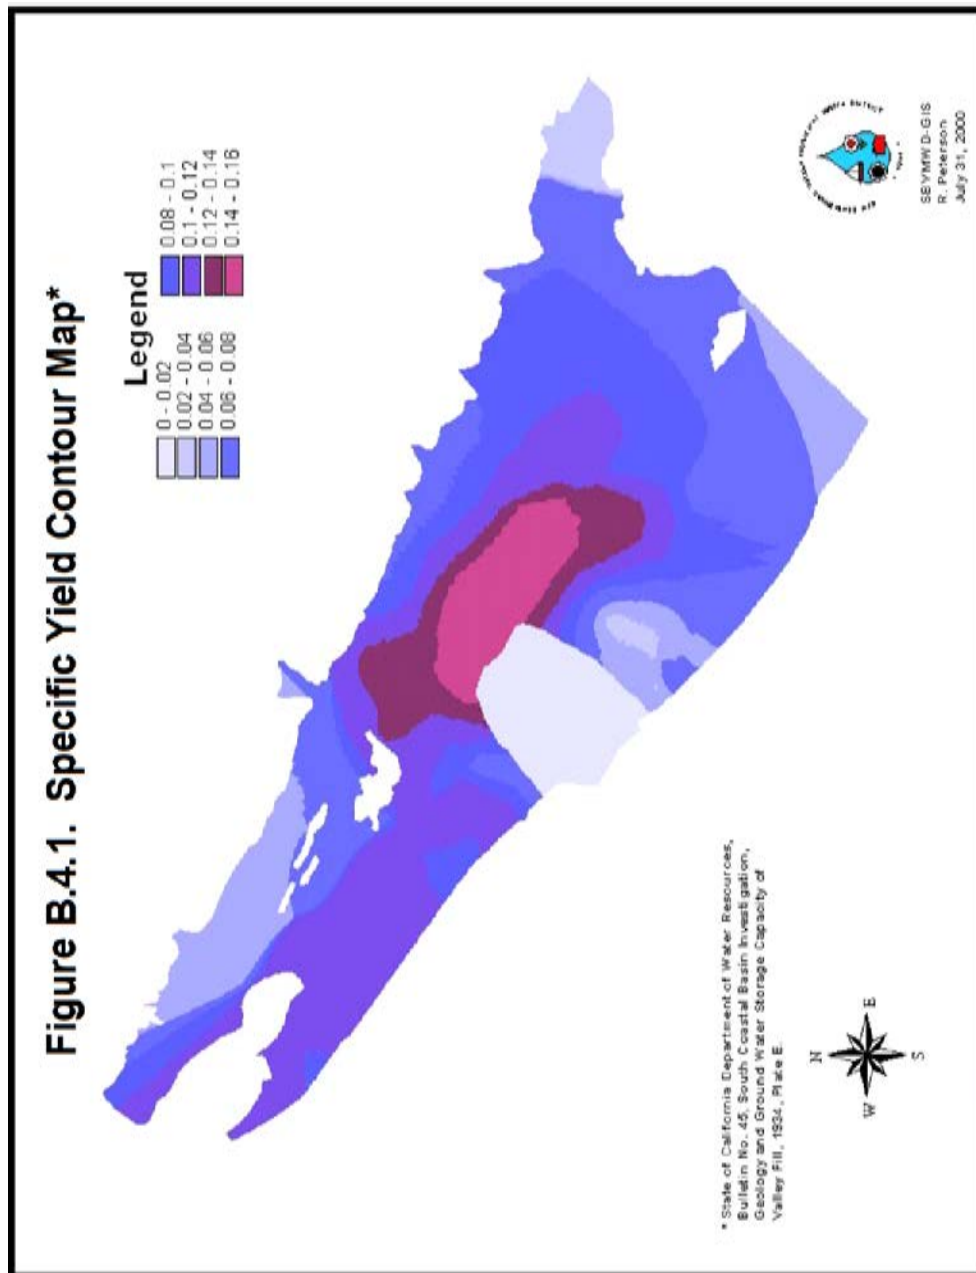 Figure B.4.1. Specific Yield Contour Map*
Legend
0 - 0.02
0.02 - 0.04
0.04 - 0.06
0.06 - 0.08
0.08 - 0.1
0.1 - 0.12
0.12 - 0.14
0.14 - 0.16
SBVMWD-GIS
R. Peterson
July 31, 2000
* State of California Department of Water Resources,
Bulletin No. 45, South Coastal Basin Investigation,
Geology and Ground Water Storage Capacity of
Valley Fill, 1934, Plate E.
N
W
E
S